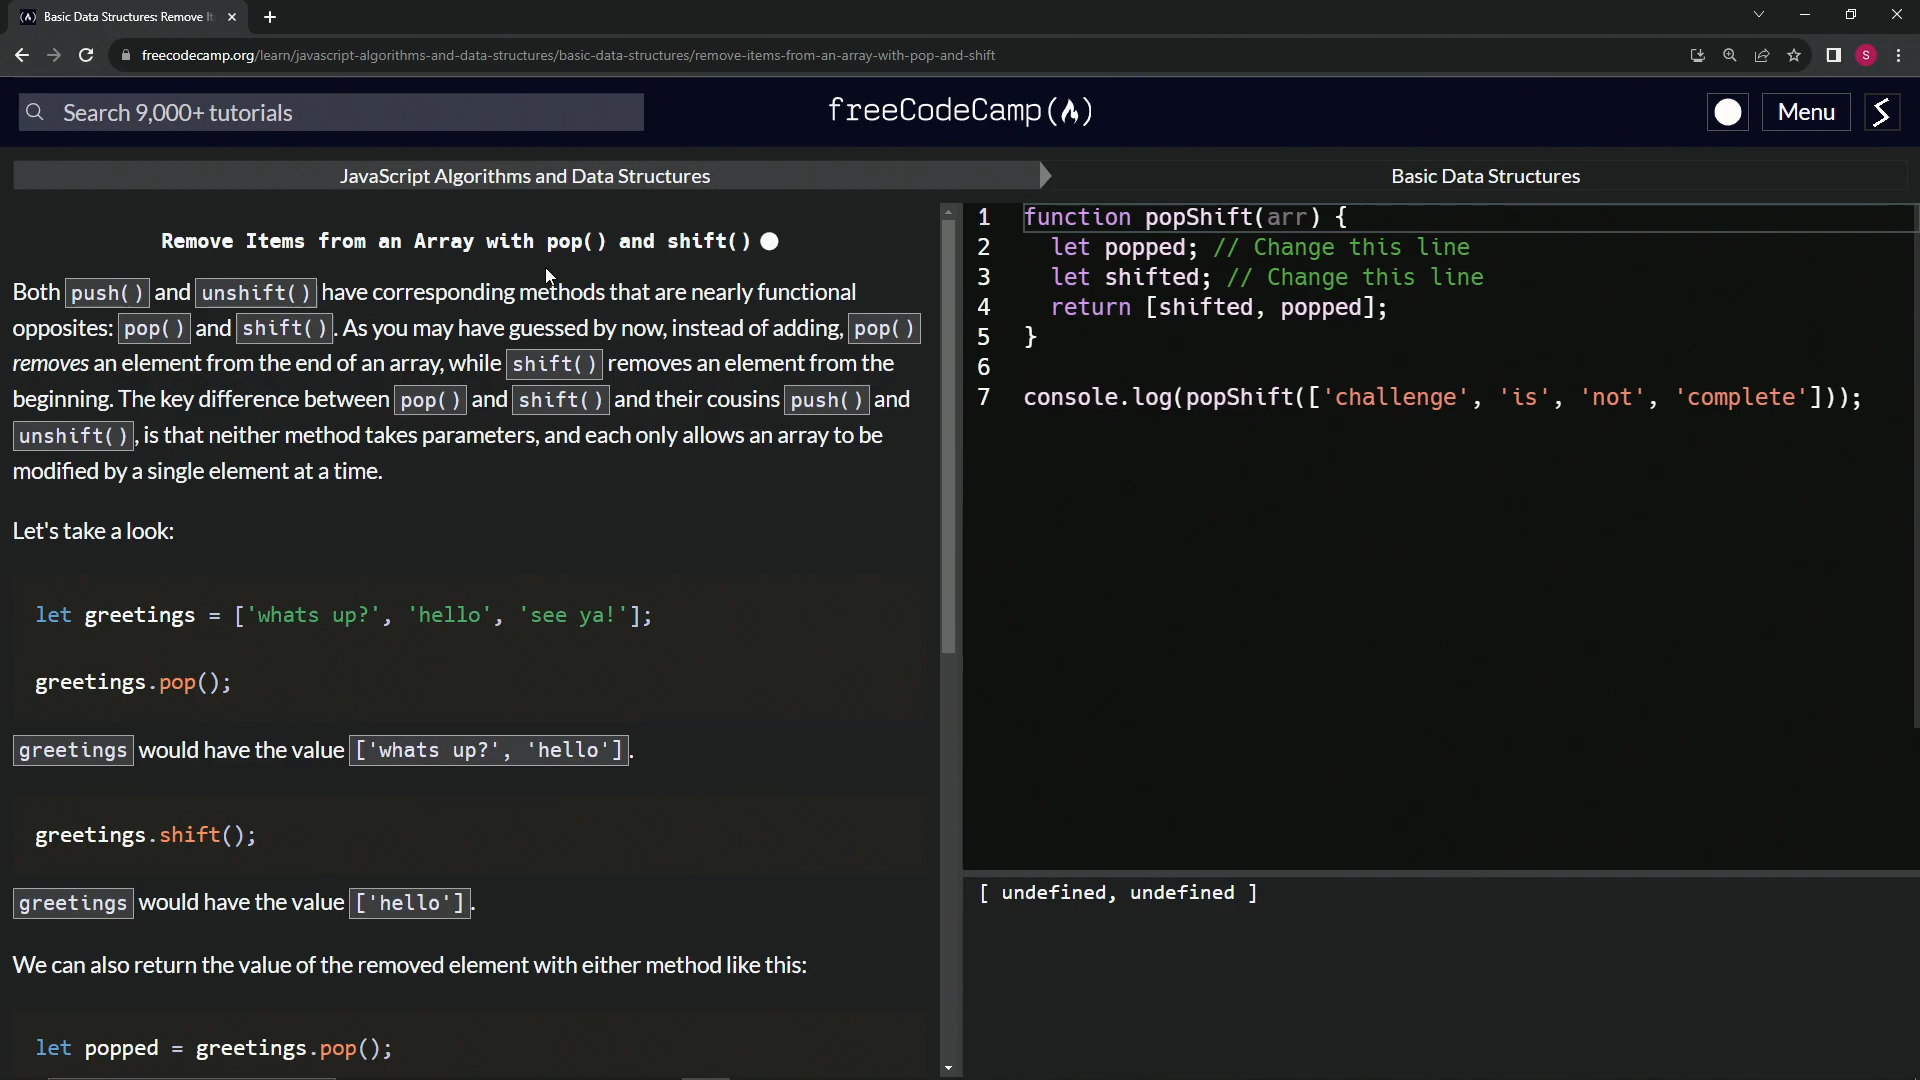 Basic Data Structures: Remove It
freecodecamp.org/learn/javascript-algorithms-and-data-structures/basic-data-structures/remove-items-from-an-array-with-pop-and-shift
S
Search 9,000+ tutorials
freeCodeCamp
Menu
JavaScript Algorithms and Data Structures
Basic Data Structures
Remove Items from an Array with pop() and shift()
Both push() and unshift() have corresponding methods that are nearly functional
opposites: pop() and shift(). As you may have guessed by now, instead of adding, pop()
removes an element from the end of an array, while shift() removes an element from the
beginning. The key difference between pop() and shift() and their cousins push() and
unshift(), is that neither method takes parameters, and each only allows an array to be
modified by a single element at a time.
Let's take a look:
let greetings = ['whats up?', 'hello', 'see ya!'];
greetings.pop();
greetings would have the value ['whats up?', 'hello'].
greetings.shift();
greetings would have the value ['hello'].
We can also return the value of the removed element with either method like this:
let popped = greetings.pop();
1 function popShift(arr) {
2 let popped; // Change this line
3 let shifted; // Change this line
4 return [shifted, popped];
5 }
6
7 console.log(popShift(['challenge', 'is', 'not', 'complete']));
[ undefined, undefined ]